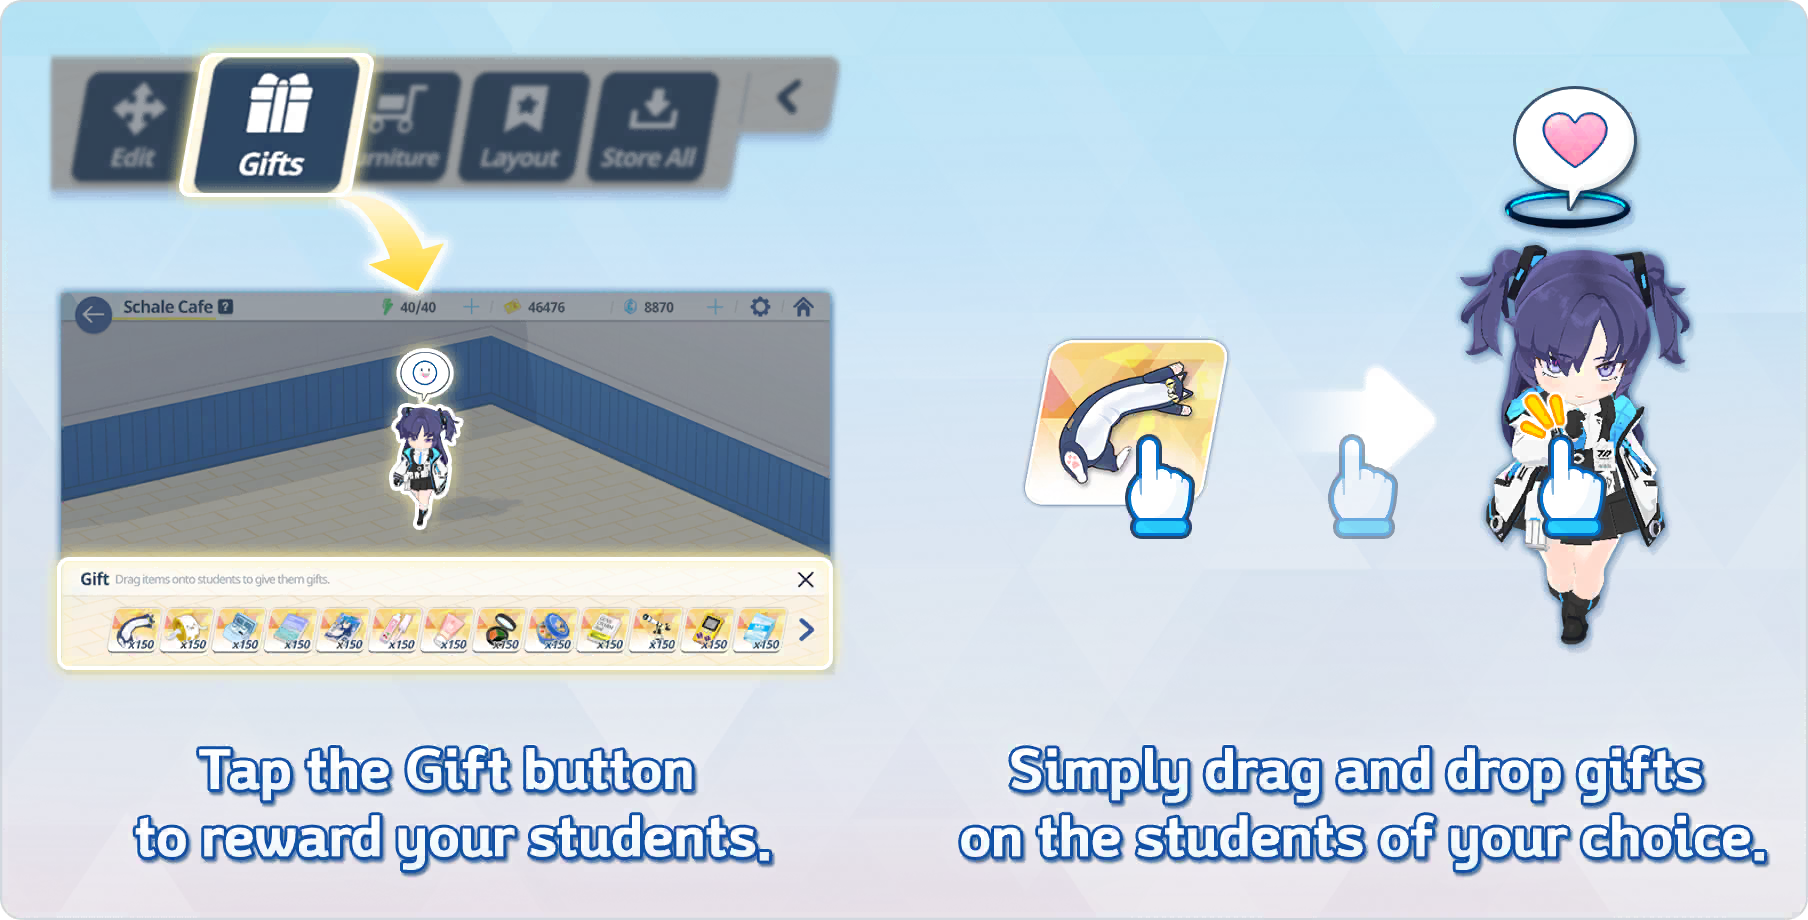 Edit
Gifts
rniture
Layout
Store All
Schale Cafe ?
40/40
46476
8870
Gift Drag items onto students to give them gifts.
x150 x150 x150 x150 x150 x150 x150 x150 x150 x150 x150 x150 x150
Tap the Gift button
to reward your students.
Simply drag and drop gifts
on the students of your choice.